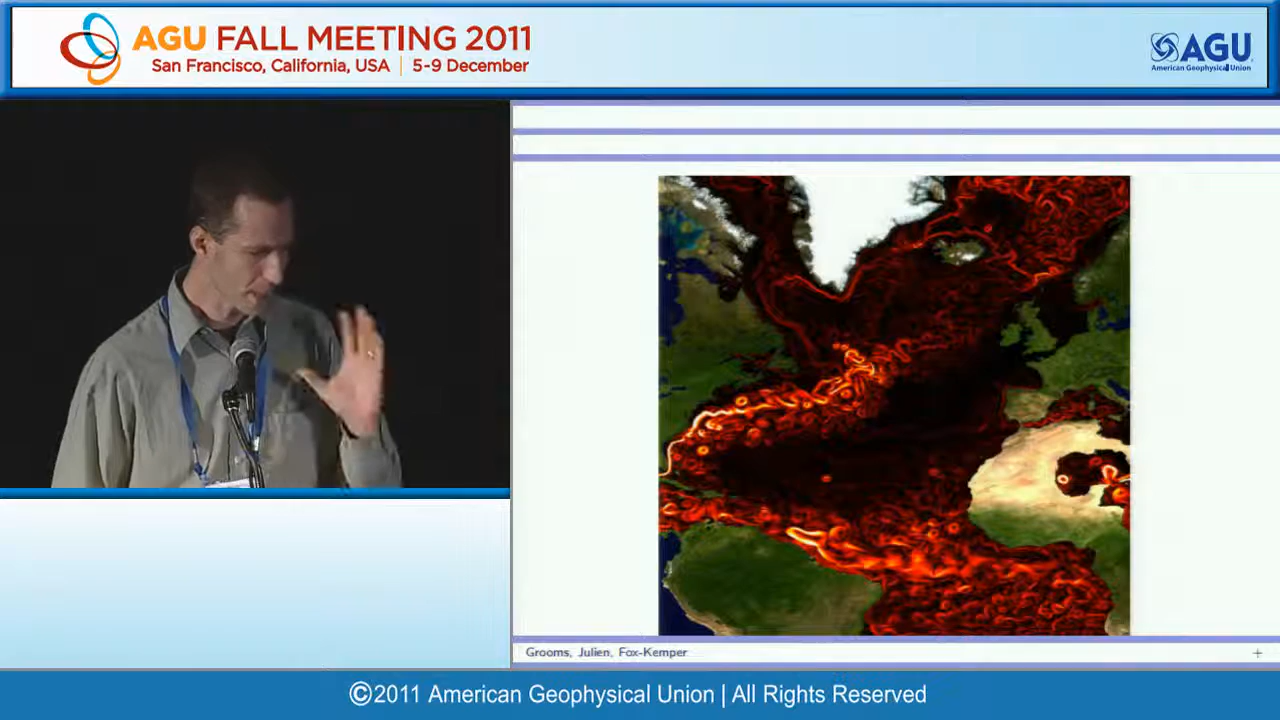 AGU FALL MEETING 2011
San Francisco, California, USA | 5-9 December
AGU
American Geophysical Union
Grooms, Julien, Fox-Kemper
+
©2011 American Geophysical Union | All Rights Reserved